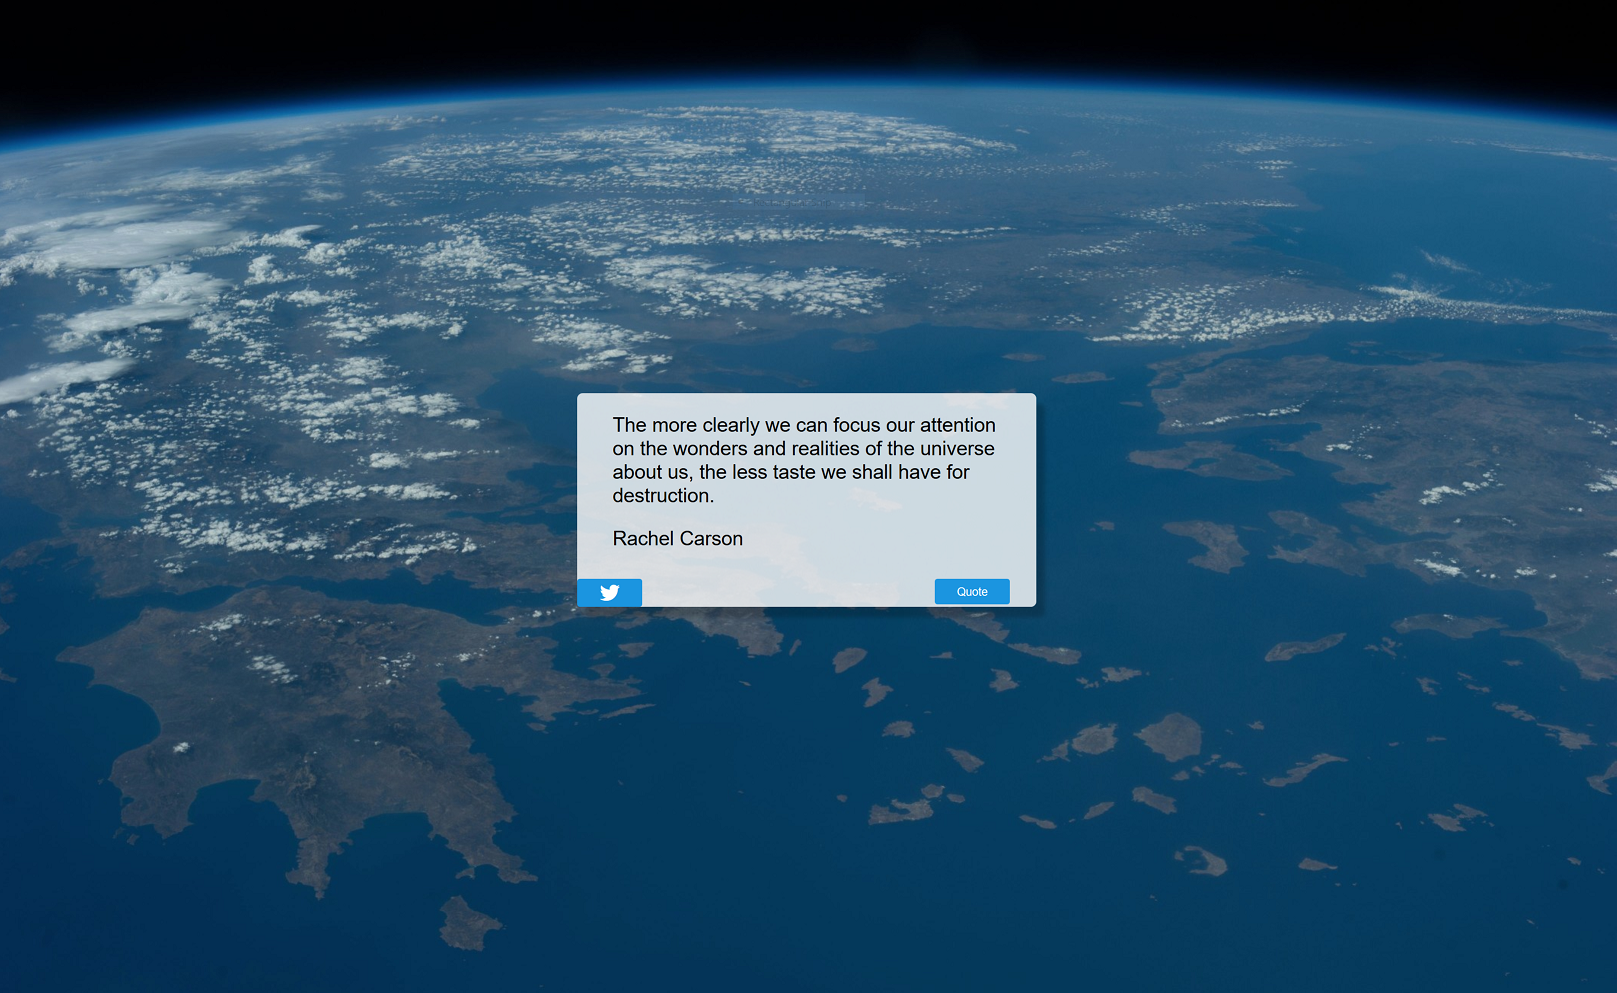 The more clearly we can focus our attention
on the wonders and realities of the universe
about us, the less taste we shall have for
destruction.
Rachel Carson
Quote